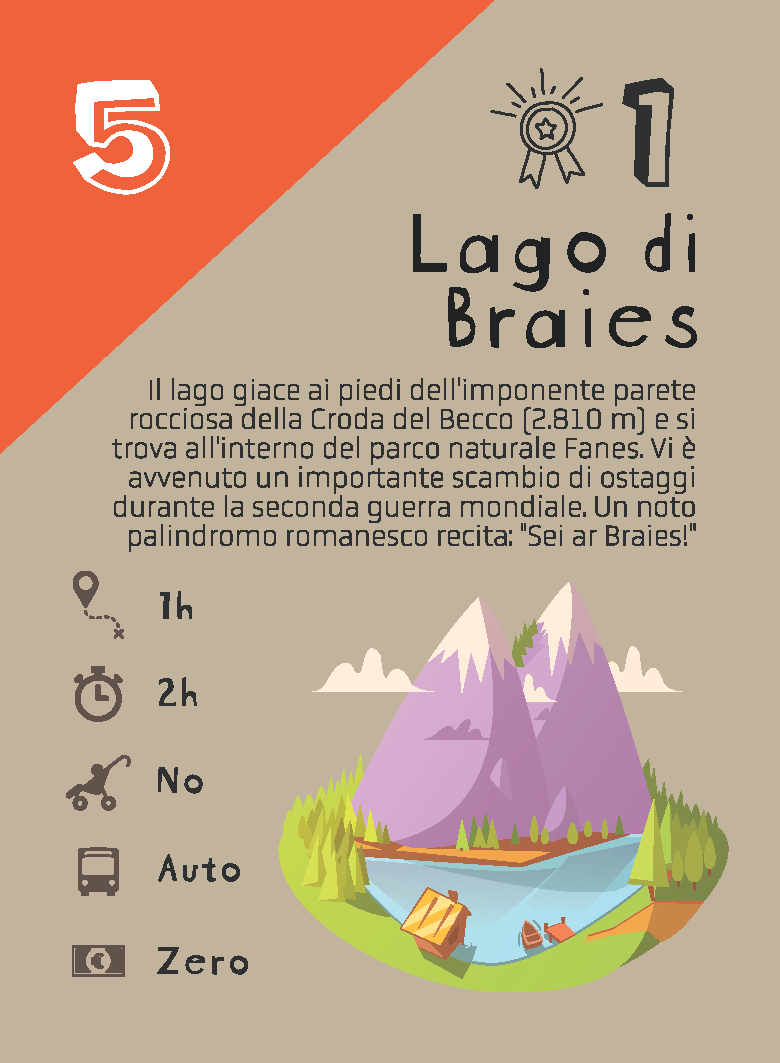 5
1
Lago di
Braies
Il lago giace ai piedi dell'imponente parete
rocciosa della Croda del Becco (2.810 m) e si
trova all'interno del parco naturale Fanes. Vi è
avvenuto un importante scambio di ostaggi
durante la seconda guerra mondiale. Un noto
palindromo romanesco recita: "Sei ar Braies!"
1h
2h
No
Auto
Zero